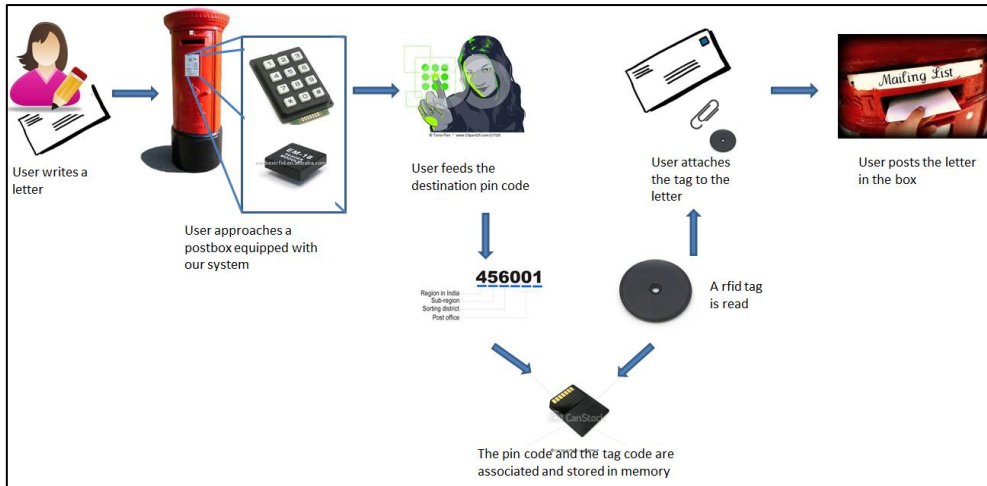 User writes a
letter
User approaches a
postbox equipped with
our system
EM-18
User feeds the
destination pin code
456001
Region in India
Sub-region
Sorting district
Post office
User attaches
the tag to the
letter
A rfid tag
is read
Mailing List
User posts the letter
in the box
CanStock
The pin code and the tag code are
associated and stored in memory